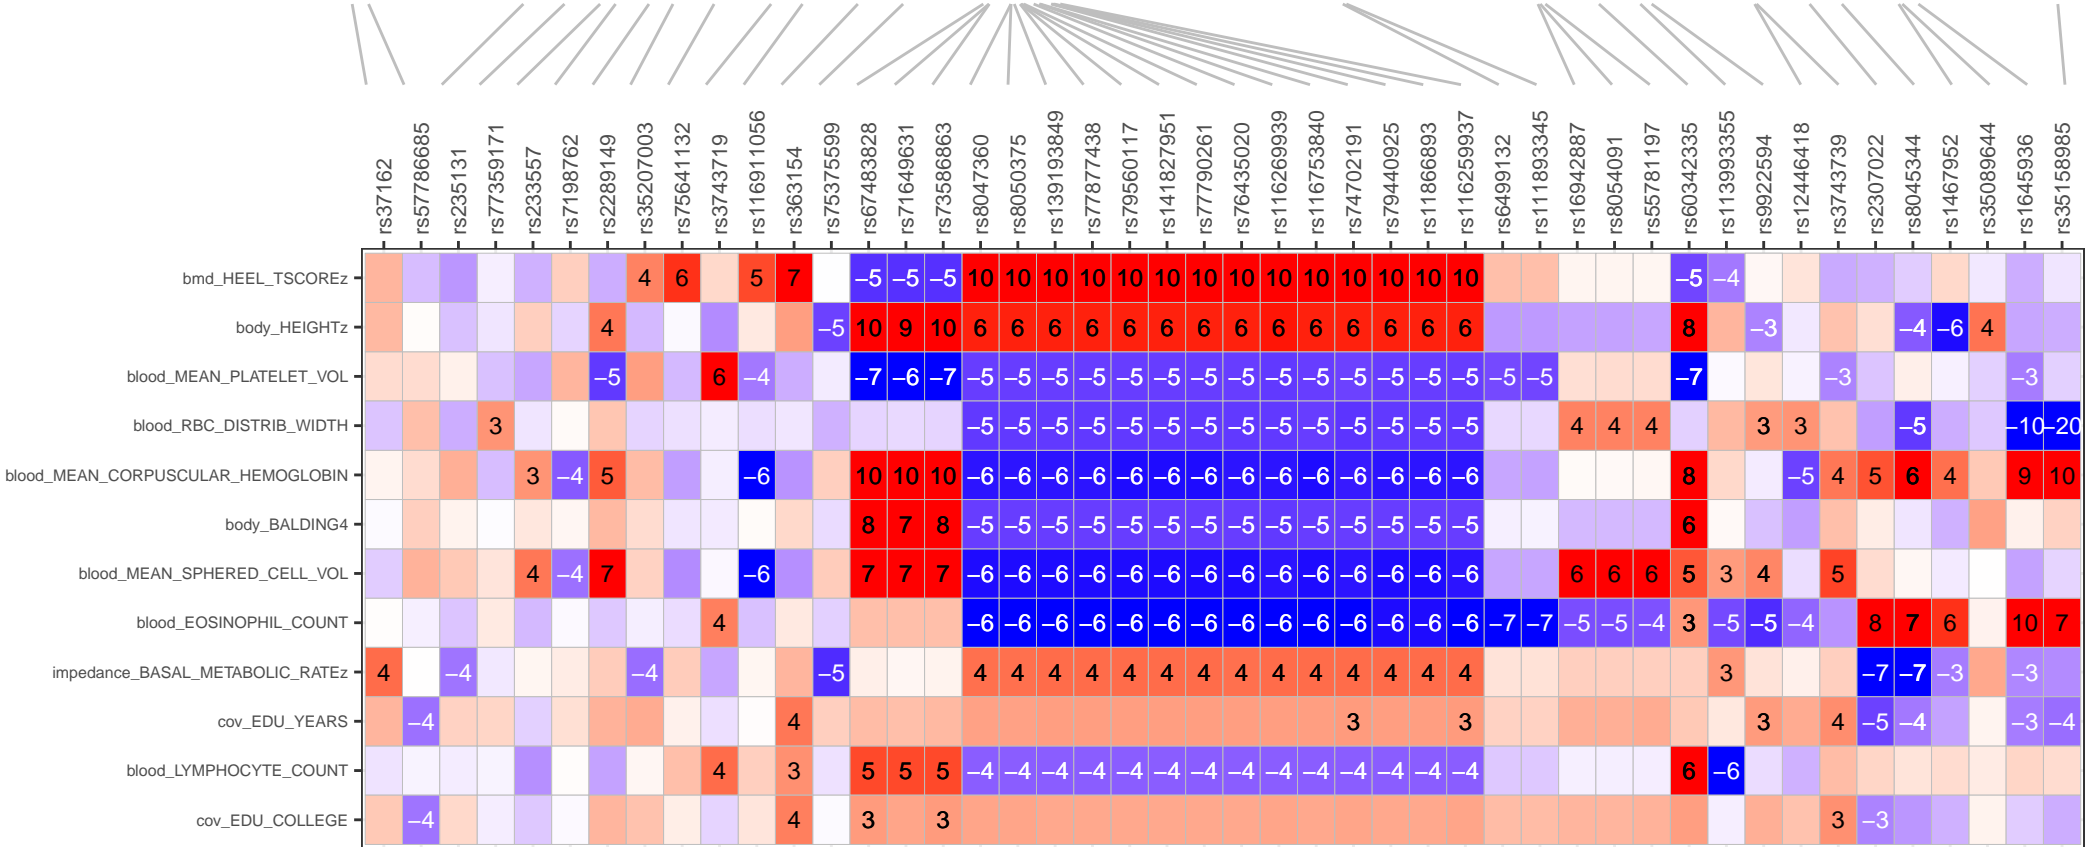 rs37162
rs57786685
rs235131
rs77359171
rs233557
rs7198762
rs2289149
rs35207003
rs75641132
rs3743719
rs116911056
rs363154
rs75375599
rs67483828
rs71649631
rs73586863
rs8047360
rs8050375
rs139193849
rs77877438
rs79560117
rs141827951
rs77790261
rs76435020
rs116269939
rs116753840
rs74702191
rs79440925
rs11866893
rs116259937
rs6499132
rs111893345
rs16942887
rs8054091
rs55781197
rs60342335
rs113993355
rs9922594
rs12446418
rs3743739
rs2307022
rs8045344
rs1467952
rs35089644
rs1645936
rs35158985
bmd_HEEL_TSCOREz 4 6 5 7 −5 −5 −5 10 10 10 10 10 10 10 10 10 10 10 10 10 10 −5 −4
body_HEIGHTz 4 −5 10 9 10 6 6 6 6 6 6 6 6 6 6 6 6 6 6 8 −3 −4 −6 4
blood_MEAN_PLATELET_VOL −5 6 −4 −7 −6 −7 −5 −5 −5 −5 −5 −5 −5 −5 −5 −5 −5 −5 −5 −5 −5 −5 −7 −3 −3
blood_RBC_DISTRIB_WIDTH 3 −5 −5 −5 −5 −5 −5 −5 −5 −5 −5 −5 −5 −5 −5 4 4 4 3 3 −5 −10 −20
blood_MEAN_CORPUSCULAR_HEMOGLOBIN 3 −4 5 −6 10 10 10 −6 −6 −6 −6 −6 −6 −6 −6 −6 −6 −6 −6 −6 −6 8 −5 4 5 6 4 9 10
body_BALDING4 8 7 8 −5 −5 −5 −5 −5 −5 −5 −5 −5 −5 −5 −5 −5 −5 6
blood_MEAN_SPHERED_CELL_VOL 4 −4 7 −6 7 7 7 −6 −6 −6 −6 −6 −6 −6 −6 −6 −6 −6 −6 −6 −6 6 6 6 5 3 4 5
blood_EOSINOPHIL_COUNT 4 −6 −6 −6 −6 −6 −6 −6 −6 −6 −6 −6 −6 −6 −6 −7 −7 −5 −5 −4 3 −5 −5 −4 8 7 6 10 7
impedance_BASAL_METABOLIC_RATEz 4 −4 −4 −5 4 4 4 4 4 4 4 4 4 4 4 4 4 4 3 −7 −7 −3 −3
cov_EDU_YEARS −4 4 3 3 3 4 −5 −4 −3 −4
blood_LYMPHOCYTE_COUNT 4 3 5 5 5 −4 −4 −4 −4 −4 −4 −4 −4 −4 −4 −4 −4 −4 −4 6 −6
cov_EDU_COLLEGE −4 4 3 3 3 −3